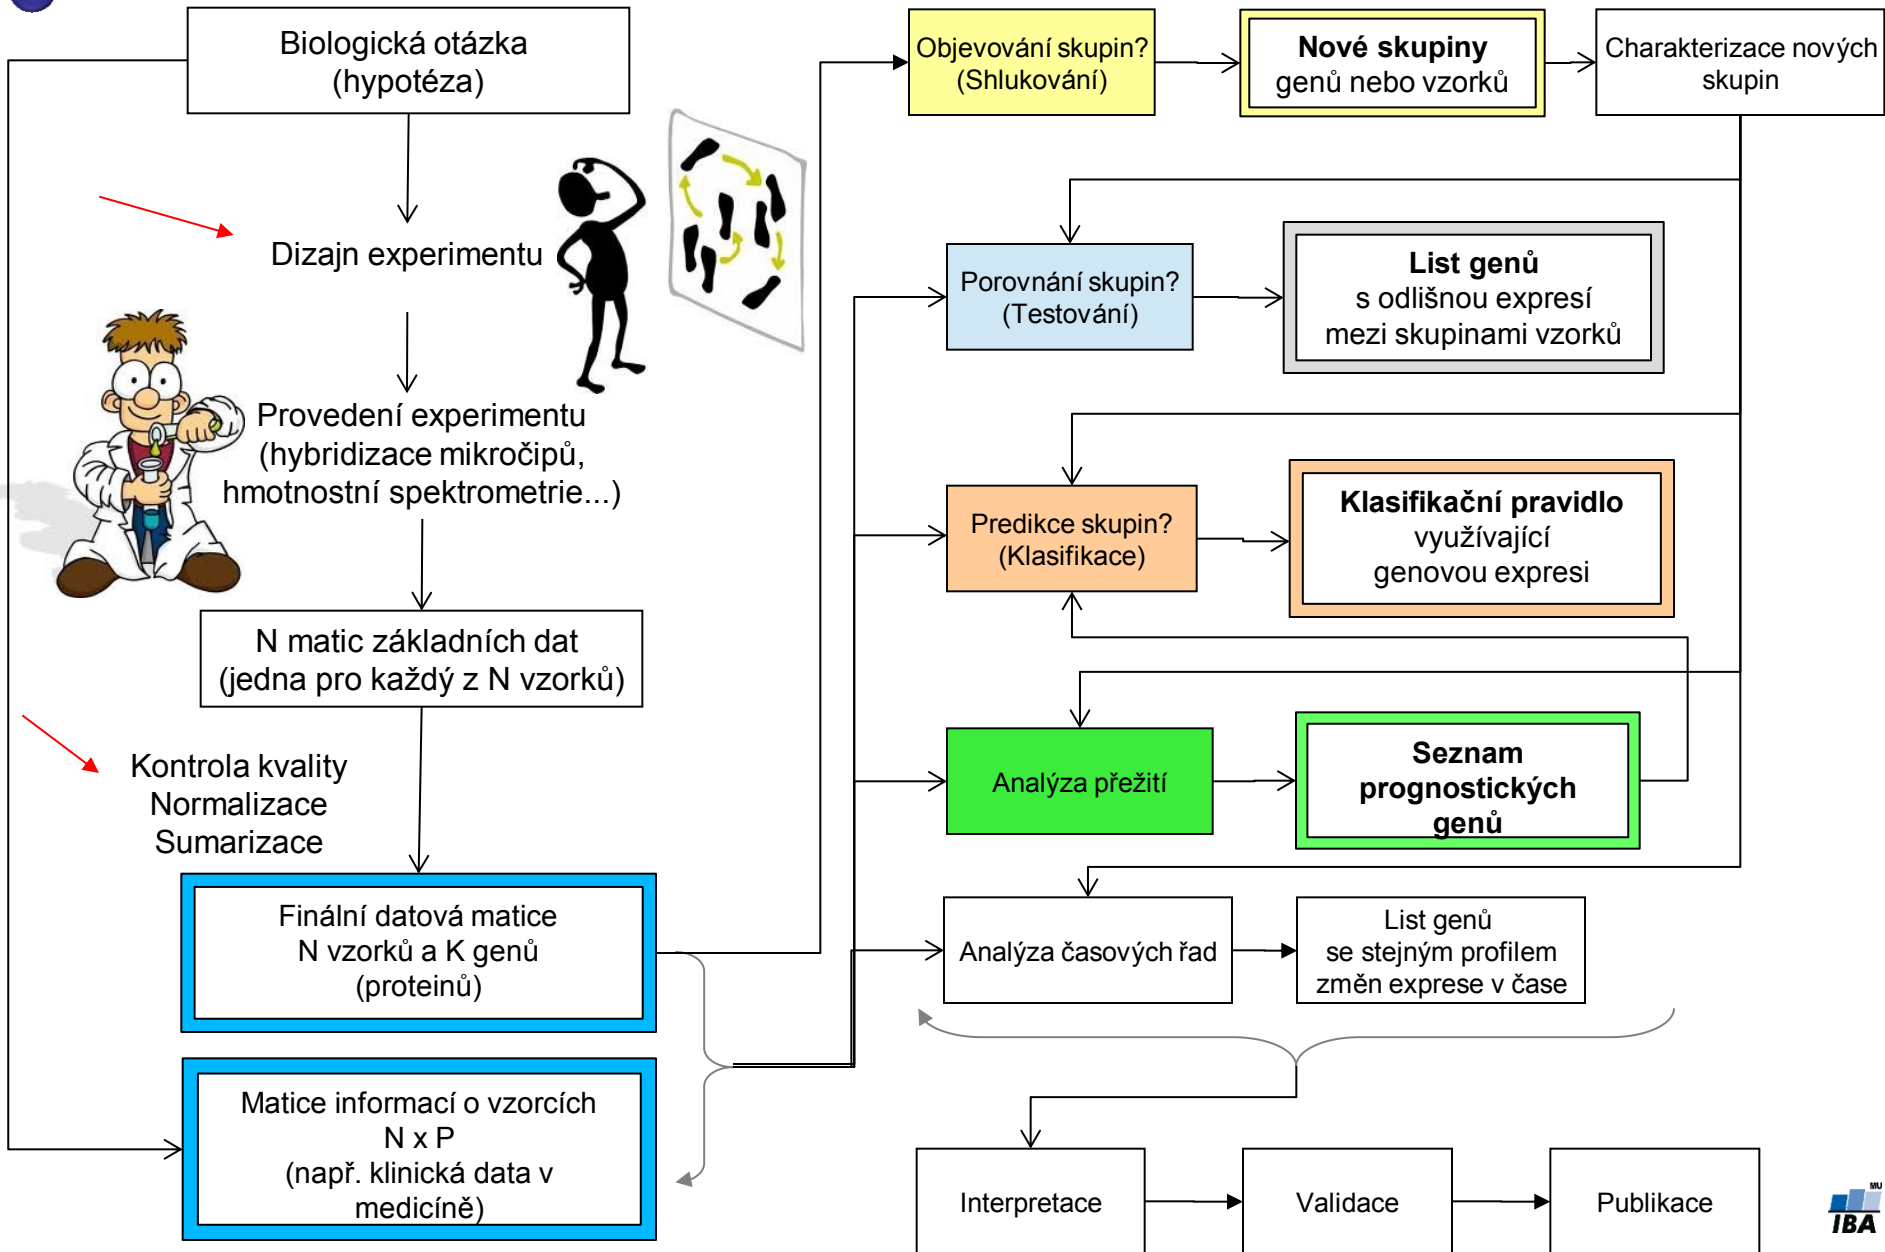 Biologická otázka
(hypotéza)
Dizajn experimentu
Provedení experimentu
(hybridizace mikročipů,
hmotnostní spektrometrie...)
N matic základních dat
(jedna pro každý z N vzorků)
Kontrola kvality
Normalizace
Sumarizace
Finální datová matice
N vzorků a K genů
(proteinů)
Matice informací o vzorcích
N x P
(např. klinická data v
medicíně)
Objevování skupin?
(Shlukování)
Nové skupiny
genů nebo vzorků
Charakterizace nových
skupin
Porovnání skupin?
(Testování)
List genů
s odlišnou expresí
mezi skupinami vzorků
Predikce skupin?
(Klasifikace)
Klasifikační pravidlo
využívající
genovou expresi
Analýza přežití
Seznam
prognostických
genů
Analýza časových řad
List genů
se stejným profilem
změn exprese v čase
Interpretace
Validace
Publikace
MU
IBA